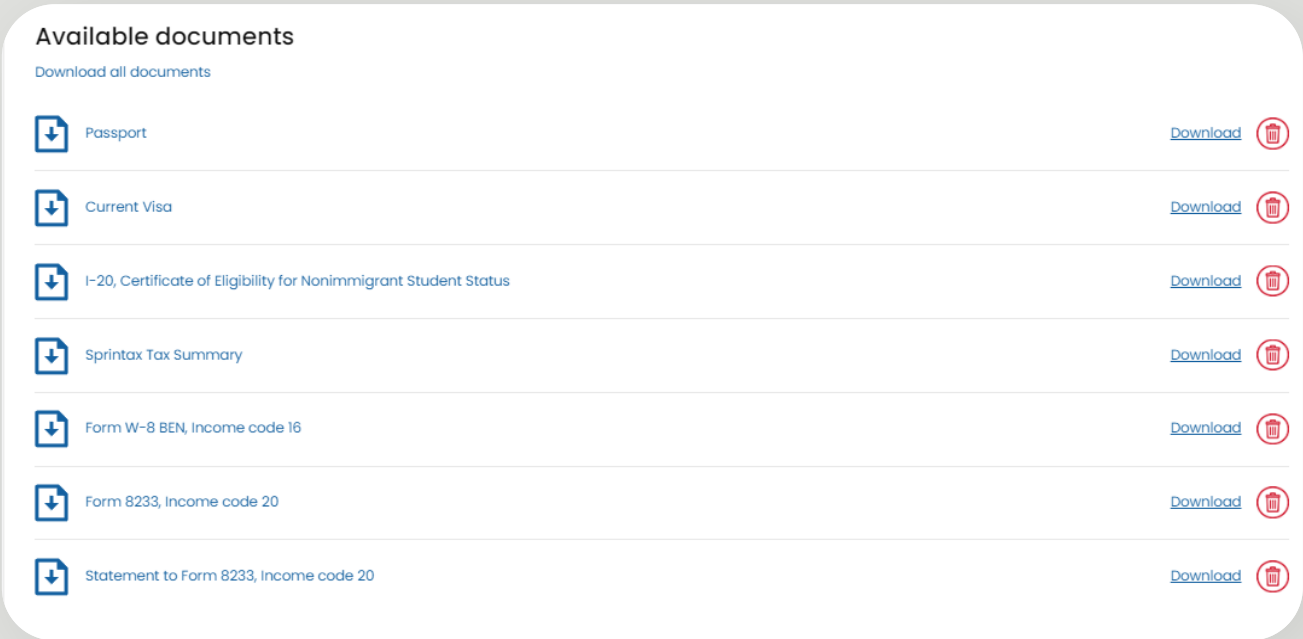 Available documents
Download all documents
Passport Download
Current Visa Download
I-20, Certificate of Eligibility for Nonimmigrant Student Status Download
Sprintax Tax Summary Download
Form W-8 BEN, Income code 16 Download
Form 8233, Income code 20 Download
Statement to Form 8233, Income code 20 Download